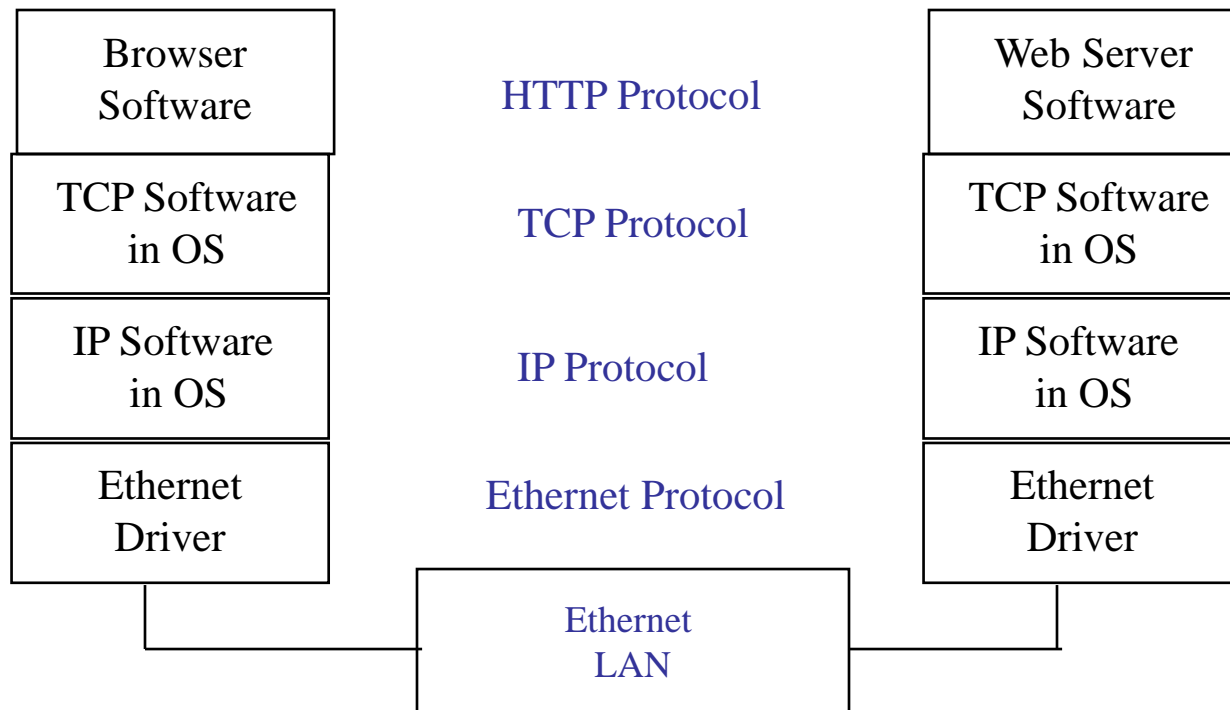 Browser
Software
HTTP Protocol
Web Server
Software
TCP Software
in OS
TCP Protocol
TCP Software
in OS
IP Software
in OS
IP Protocol
IP Software
in OS
Ethernet
Driver
Ethernet Protocol
Ethernet
Driver
Ethernet
LAN